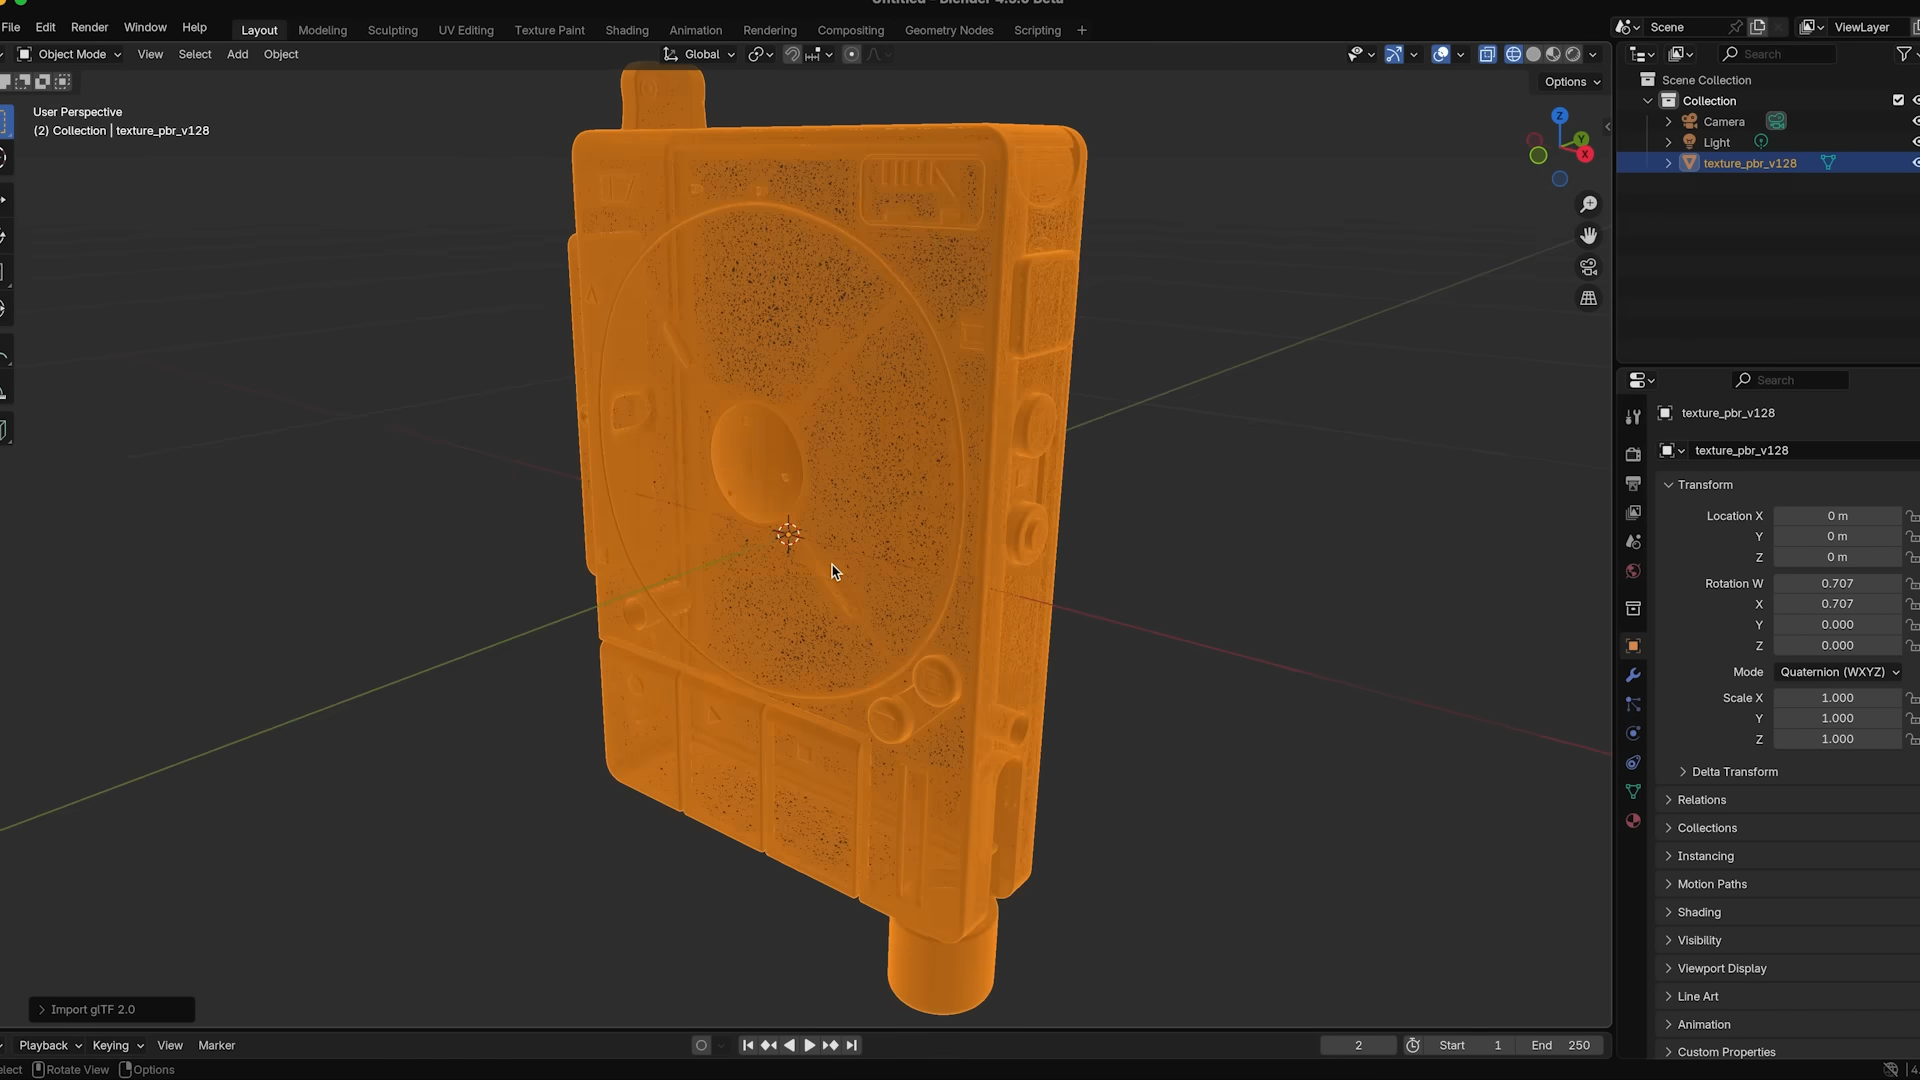 File Edit Render Window Help Layout Modeling Sculpting UV Editing Texture Paint Shading Animation Rendering Compositing Geometry Nodes Scripting + Scene ViewLayer
Object Mode View Select Add Object Global Search
Options
User Perspective
(2) Collection | texture_pbr_v128
Z
Y
X
Scene Collection
Collection
Camera
Light
texture_pbr_v128
Search
texture_pbr_v128
texture_pbr_v128
Transform
Location X 0 m
Y 0 m
Z 0 m
Rotation W 0.707
X 0.707
Y 0.000
Z 0.000
Mode Quaternion (WXYZ)
Scale X 1.000
Y 1.000
Z 1.000
Delta Transform
Relations
Collections
Instancing
Motion Paths
Shading
Visibility
Viewport Display
Line Art
Animation
Custom Properties
Import glTF 2.0
Playback Keying View Marker 2 Start 1 End 250
Rotate View Options